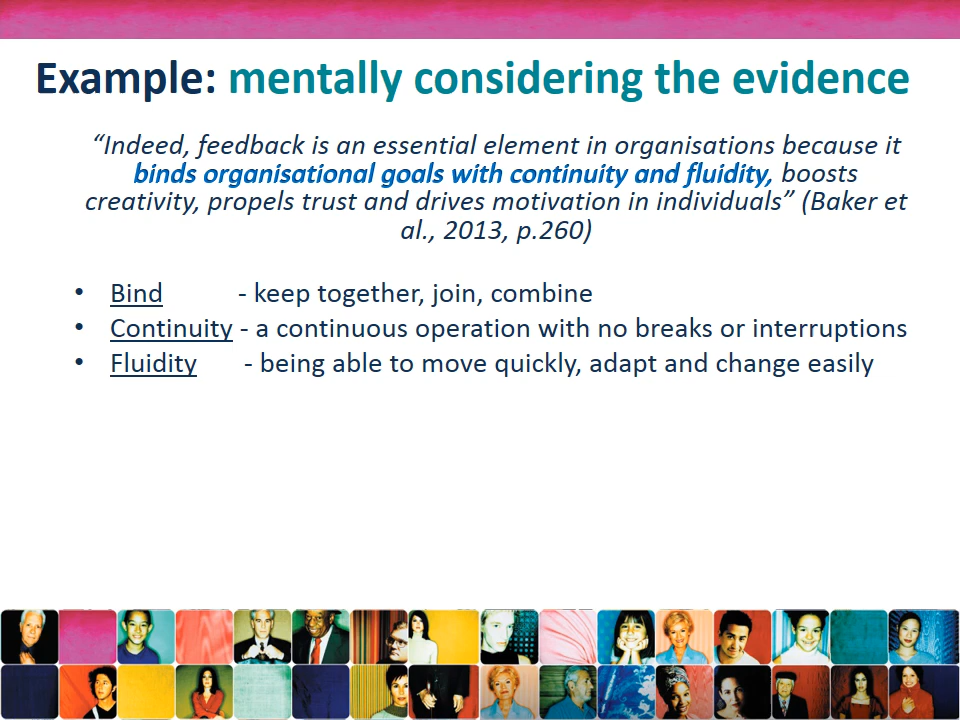 Example: mentally considering the evidence
“Indeed, feedback is an essential element in organisations because it
binds organisational goals with continuity and fluidity, boosts
creativity, propels trust and drives motivation in individuals” (Baker et
al., 2013, p.260)
• Bind - keep together, join, combine
• Continuity - a continuous operation with no breaks or interruptions
• Fluidity - being able to move quickly, adapt and change easily